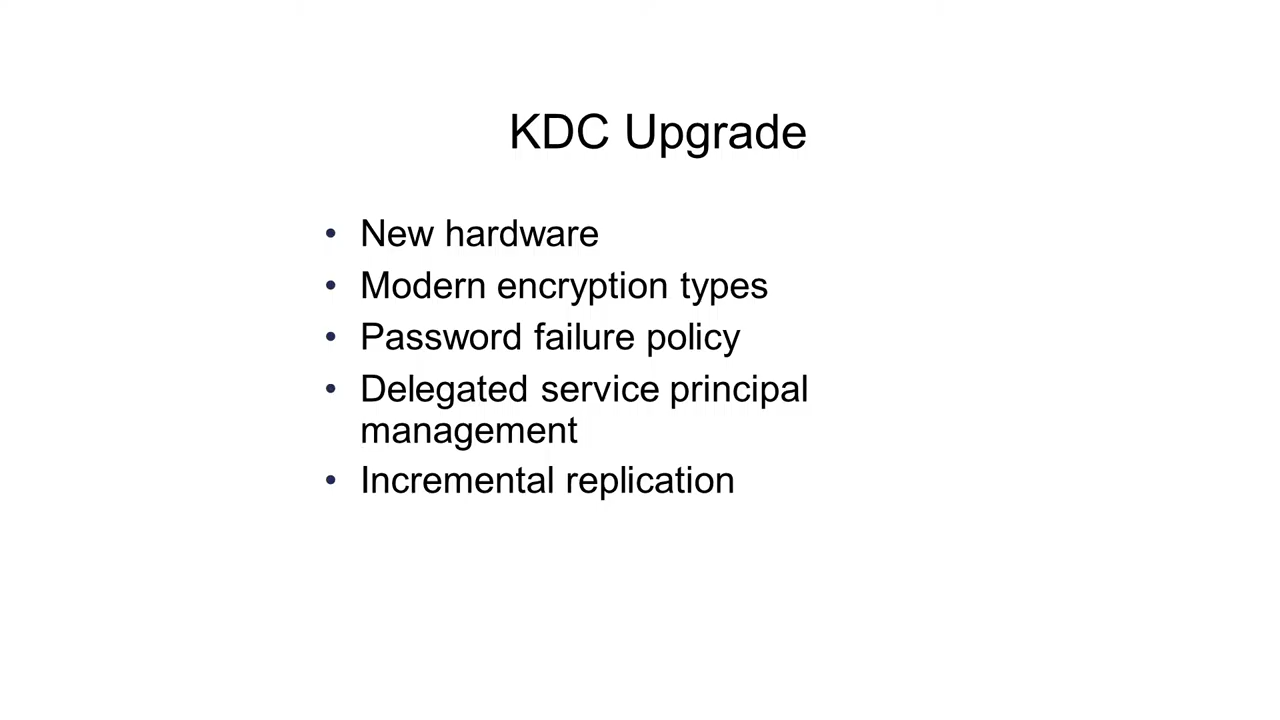 KDC Upgrade
• New hardware
• Modern encryption types
• Password failure policy
• Delegated service principal
management
• Incremental replication